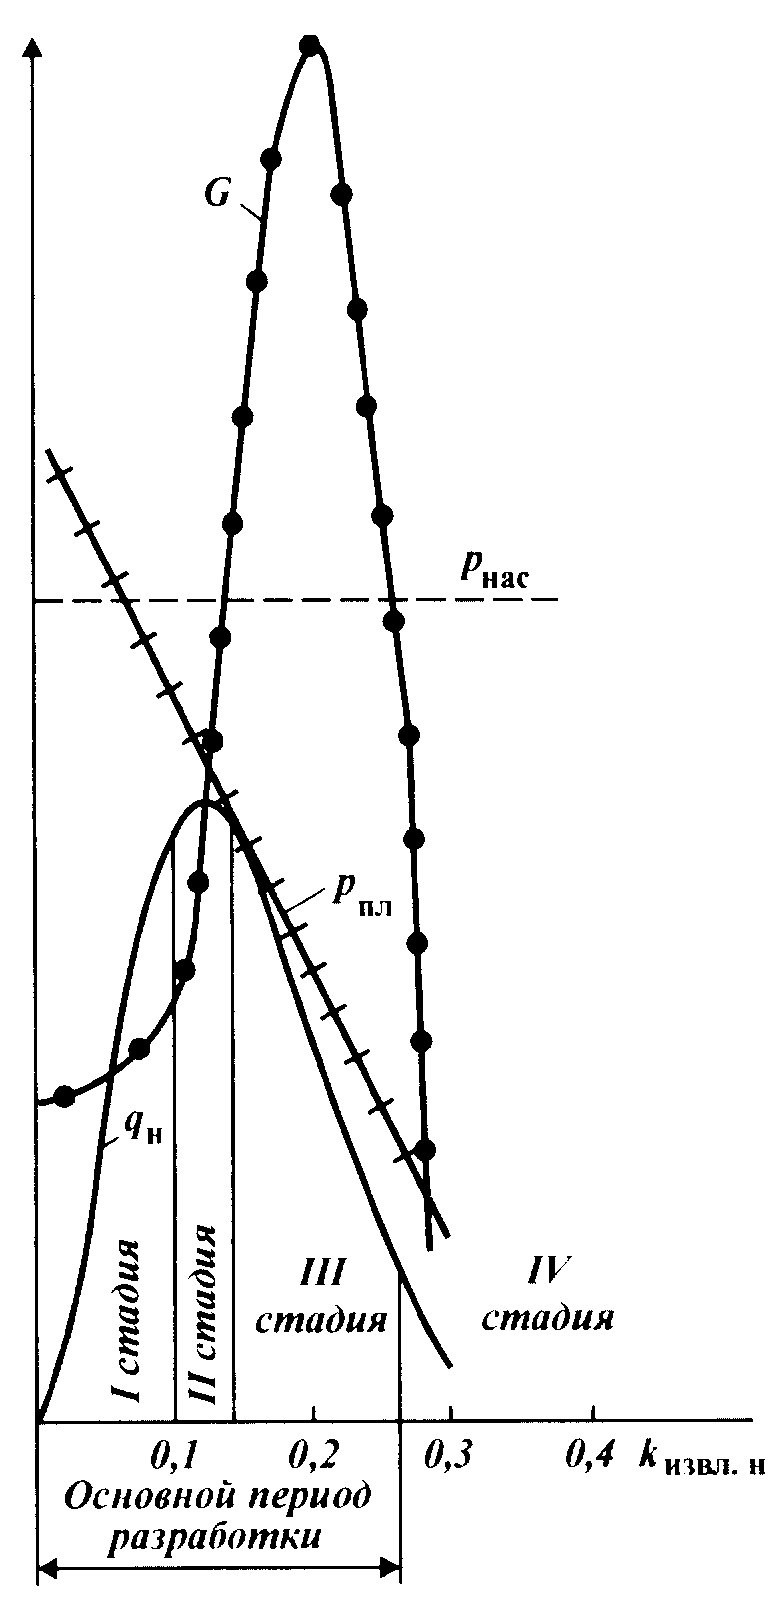 G
p нас
p пл
q н
I стадия
II стадия
III
стадия
IV
стадия
0,1
0,2
0,3
0,4
k извл. н
Основной период
разработки